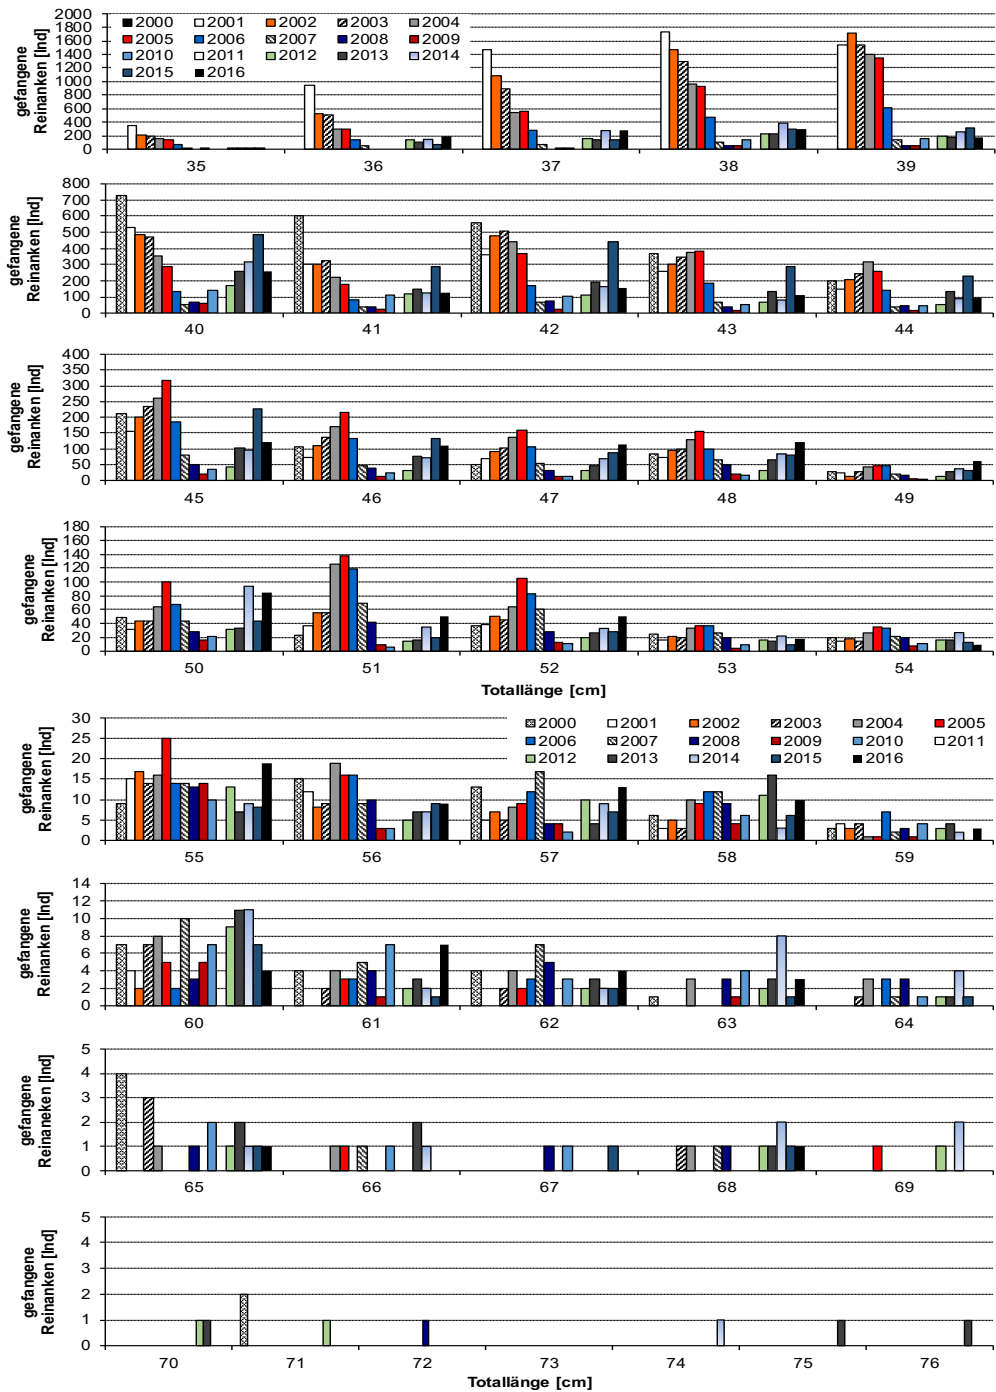 gefangene Reinanken [Ind]
2000
1800
1600
1400
1200
1000
800
600
400
200
0
2000 2001 2002 2003 2004
2005 2006 2007 2008 2009
2010 2011 2012 2013 2014
2015 2016
35 36 37 38 39
gefangene Reinanken [Ind]
800
700
600
500
400
300
200
100
0
40 41 42 43 44
gefangene Reinanken [Ind]
400
350
300
250
200
150
100
50
0
45 46 47 48 49
gefangene Reinanken [Ind]
180
160
140
120
100
80
60
40
20
0
50 51 52 53 54
Totallänge [cm]
gefangene Reinanken [Ind]
30
25
20
15
10
5
0
2000 2001 2002 2003 2004 2005
2006 2007 2008 2009 2010 2011
2012 2013 2014 2015 2016
55 56 57 58 59
gefangene Reinanken [Ind]
14
12
10
8
6
4
2
0
60 61 62 63 64
gefangene Reinaneken [Ind]
5
4
3
2
1
0
65 66 67 68 69
gefangene Reinanken [Ind]
5
4
3
2
1
0
70 71 72 73 74 75 76
Totallänge [cm]